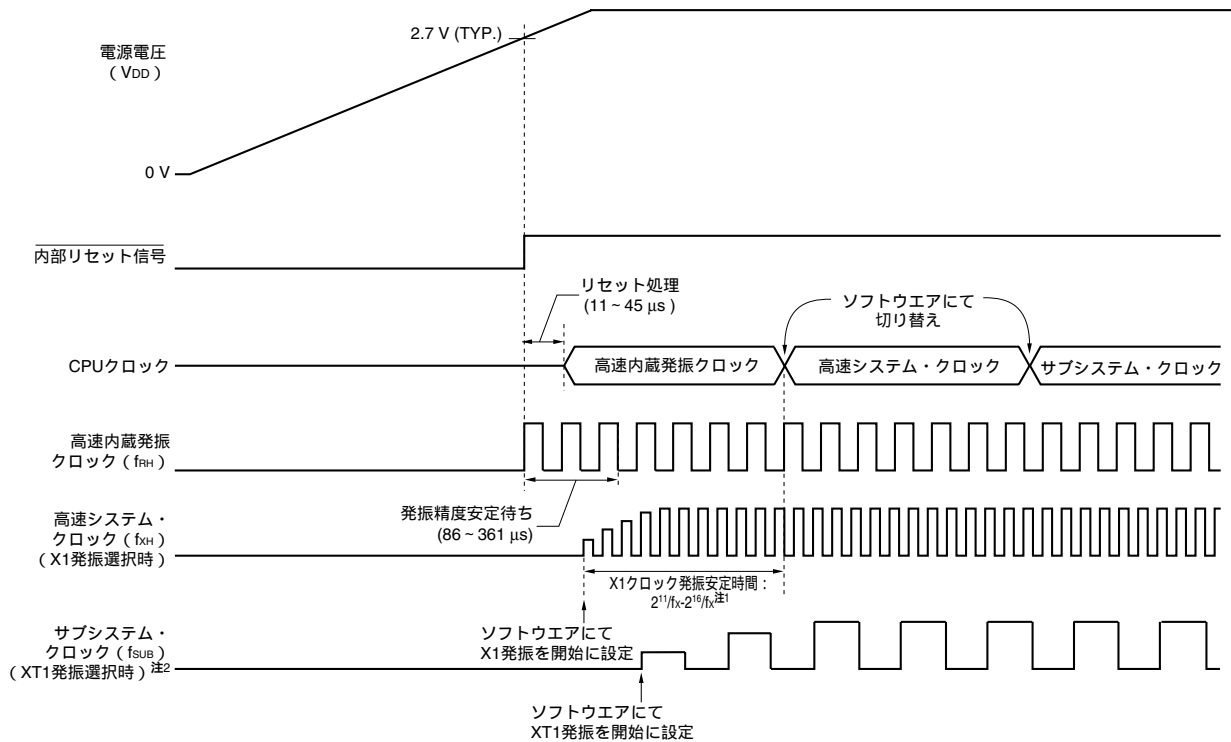 2.7 V (TYP.)
電源電圧
（VDD）
0 V
内部リセット信号
リセット処理
(11～45 μs )
ソフトウエアにて
切り替え
CPUクロック
高速内蔵発振クロック
高速システム・クロック
サブシステム・クロック
高速内蔵発振
クロック（fRH）
発振精度安定待ち
(86～361 μs)
高速システム・
クロック（fXH）
（X1発振選択時）
X1クロック発振安定時間：
2¹¹/fX-2¹⁶/fX注1
ソフトウエアにて
X1発振を開始に設定
サブシステム・
クロック（fSUB）
（XT1発振選択時）注2
ソフトウエアにて
XT1発振を開始に設定